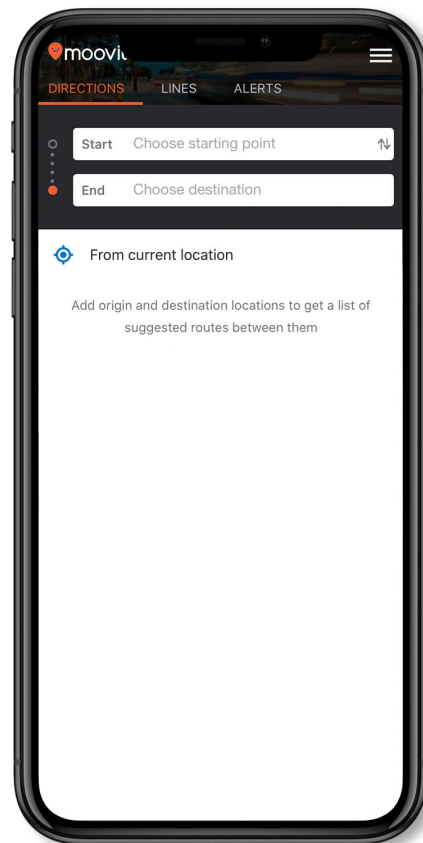 moovit
DIRECTIONS LINES ALERTS
Start Choose starting point
End Choose destination
From current location
Add origin and destination locations to get a list of
suggested routes between them